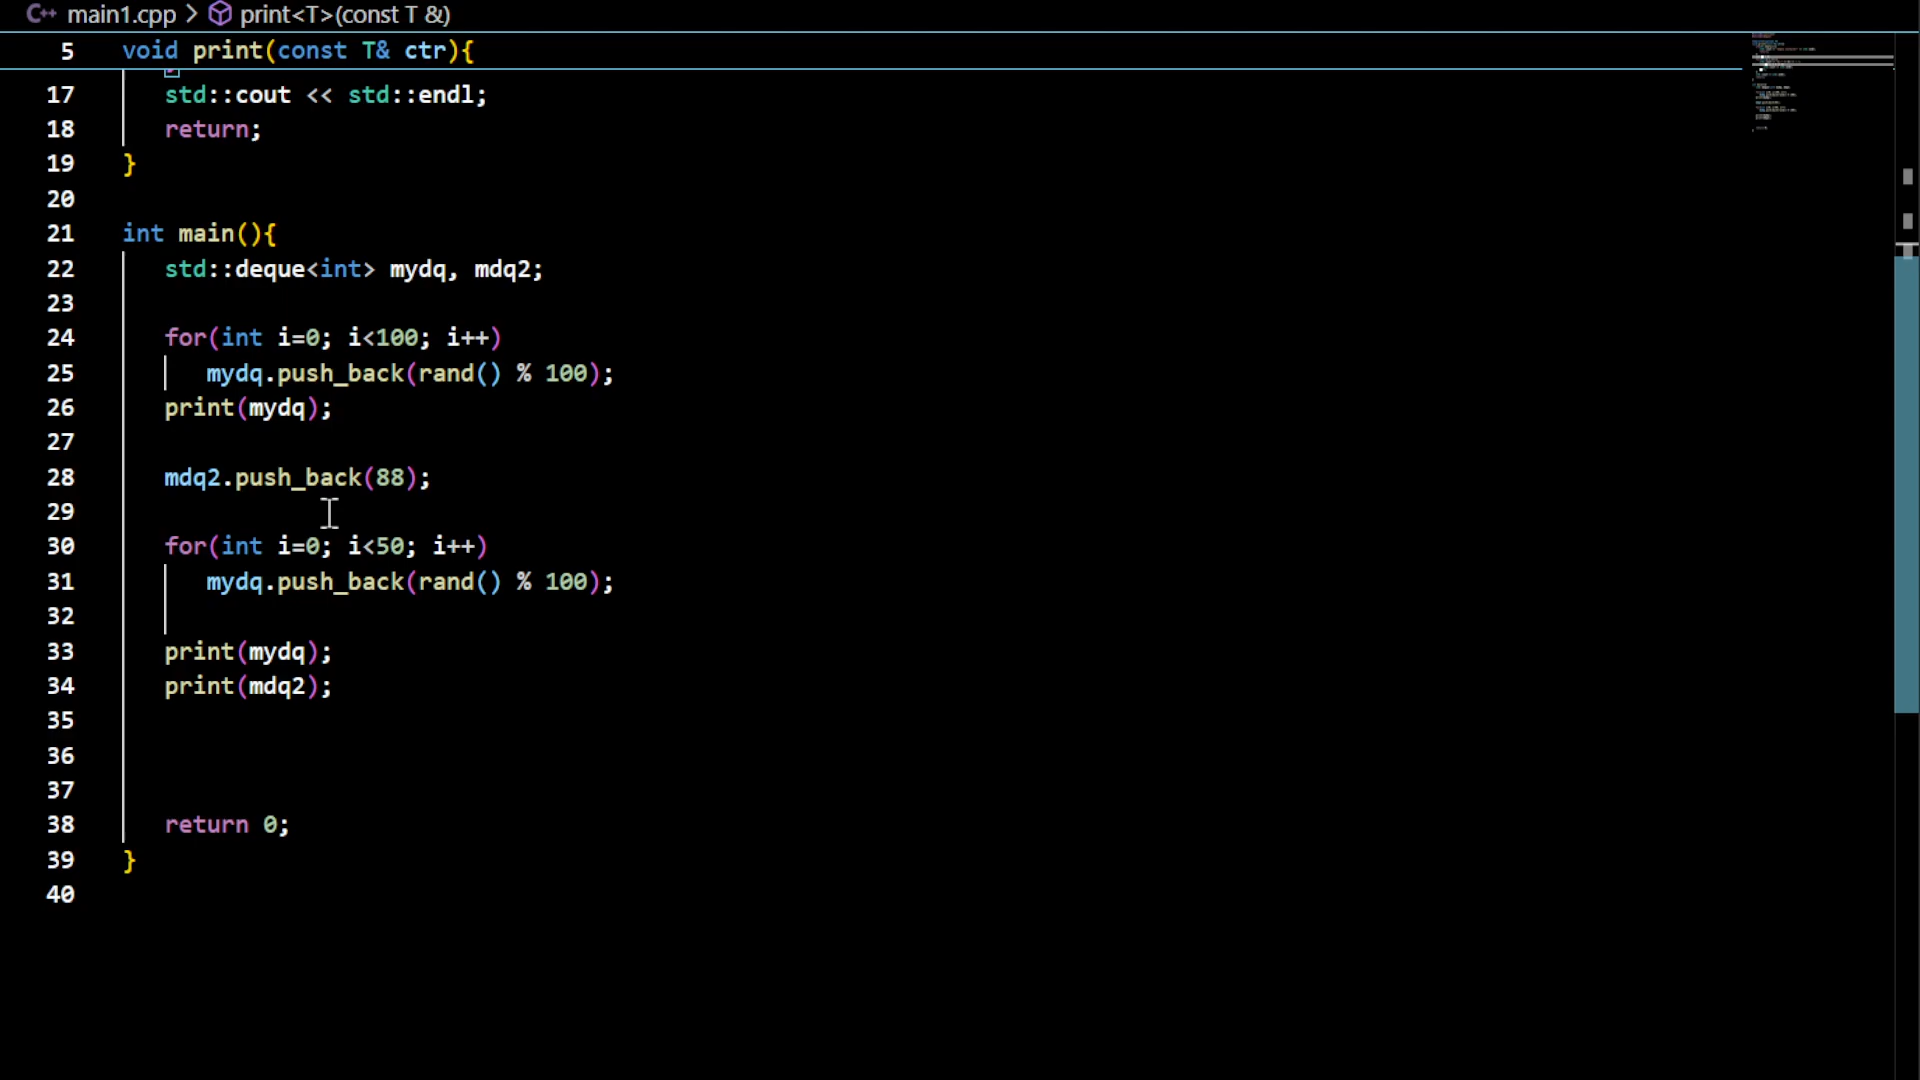 C++ main1.cpp > print<T>(const T &)
5 void print(const T& ctr){
17 std::cout << std::endl;
18 return;
19 }
20
21 int main(){
22 std::deque<int> mydq, mdq2;
23
24 for(int i=0; i<100; i++)
25 mydq.push_back(rand() % 100);
26 print(mydq);
27
28 mdq2.push_back(88);
29
30 for(int i=0; i<50; i++)
31 mydq.push_back(rand() % 100);
32
33 print(mydq);
34 print(mdq2);
35
36
37
38 return 0;
39 }
40